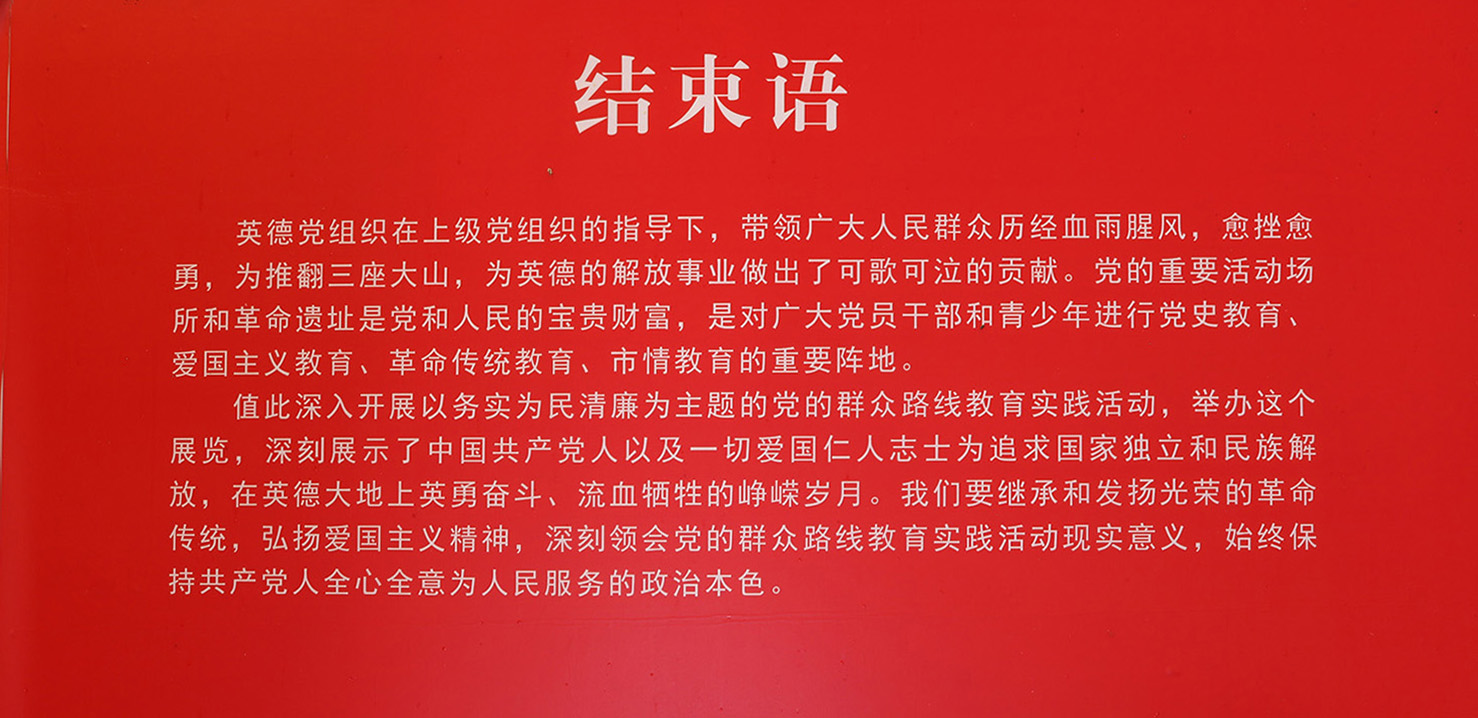 结束语
英德党组织在上级党组织的指导下，带领广大人民群众历经血雨腥风，愈挫愈
勇，为推翻三座大山，为英德的解放事业做出了可歌可泣的贡献。党的重要活动场
所和革命遗址是党和人民的宝贵财富，是对广大党员干部和青少年进行党史教育、
爱国主义教育、革命传统教育、市情教育的重要阵地。
值此深入开展以务实为民清廉为主题的党的群众路线教育实践活动，举办这个
展览，深刻展示了中国共产党人以及一切爱国仁人志士为追求国家独立和民族解
放，在英德大地上英勇奋斗、流血牺牲的峥嵘岁月。我们要继承和发扬光荣的革命
传统，弘扬爱国主义精神，深刻领会党的群众路线教育实践活动现实意义，始终保
持共产党人全心全意为人民服务的政治本色。